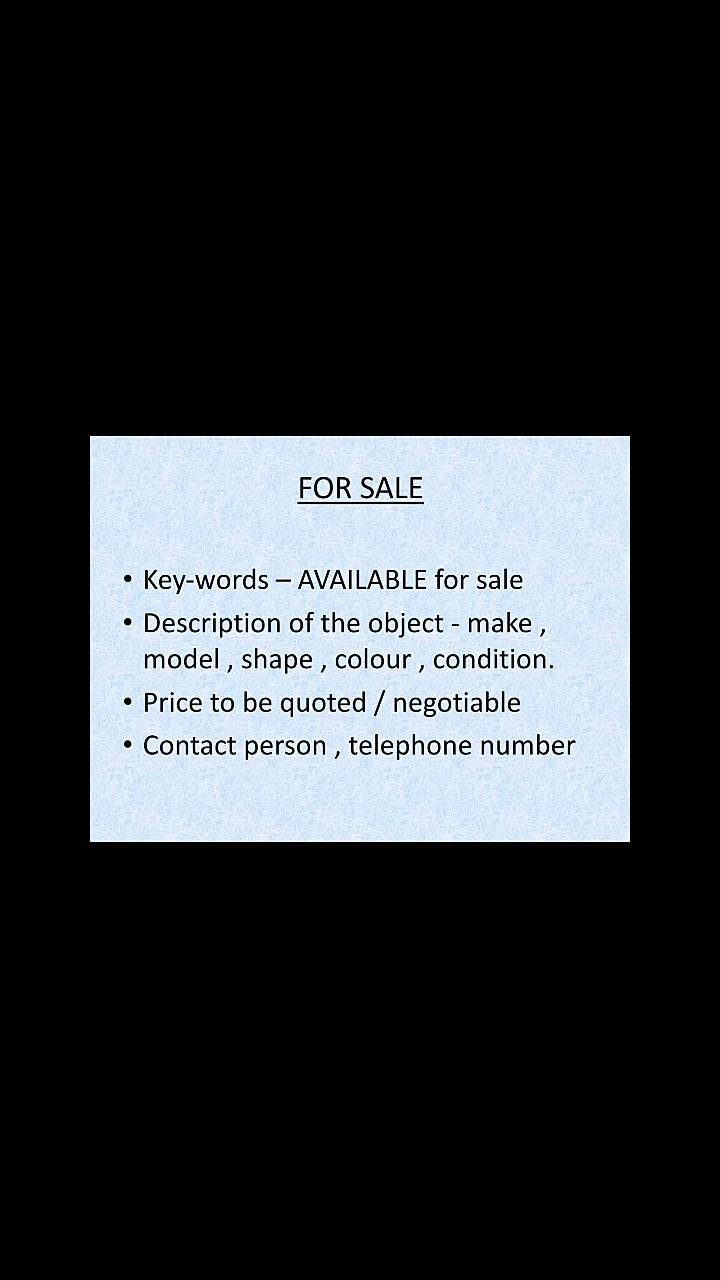 FOR SALE
• Key-words – AVAILABLE for sale
• Description of the object - make ,
model , shape , colour , condition.
• Price to be quoted / negotiable
• Contact person , telephone number